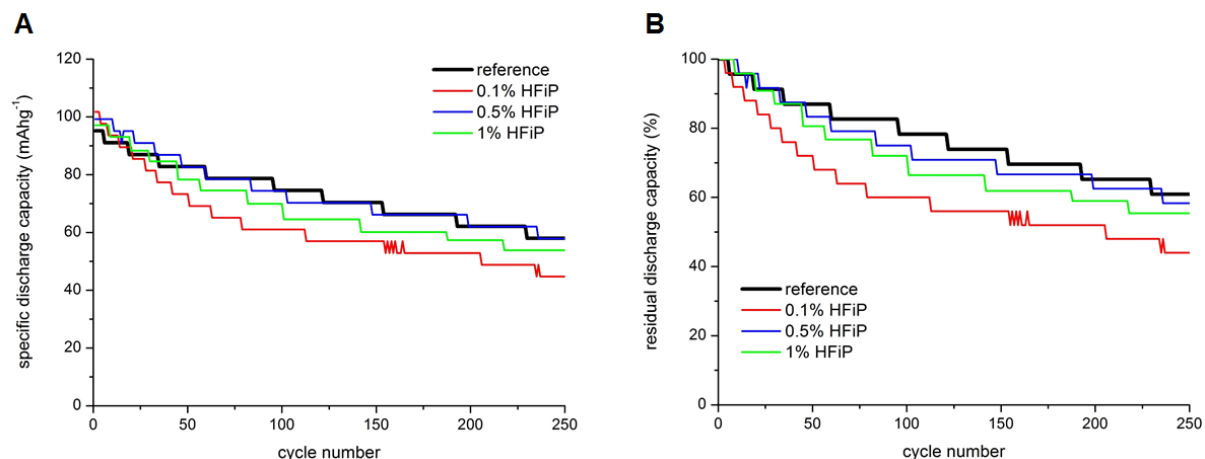 A
120
100
80
60
40
20
0
specific discharge capacity (mAhg⁻¹)
reference
0.1% HFiP
0.5% HFiP
1% HFiP
0 50 100 150 200 250
cycle number
B
100
80
60
40
20
0
residual discharge capacity (%)
reference
0.1% HFiP
0.5% HFiP
1% HFiP
0 50 100 150 200 250
cycle number